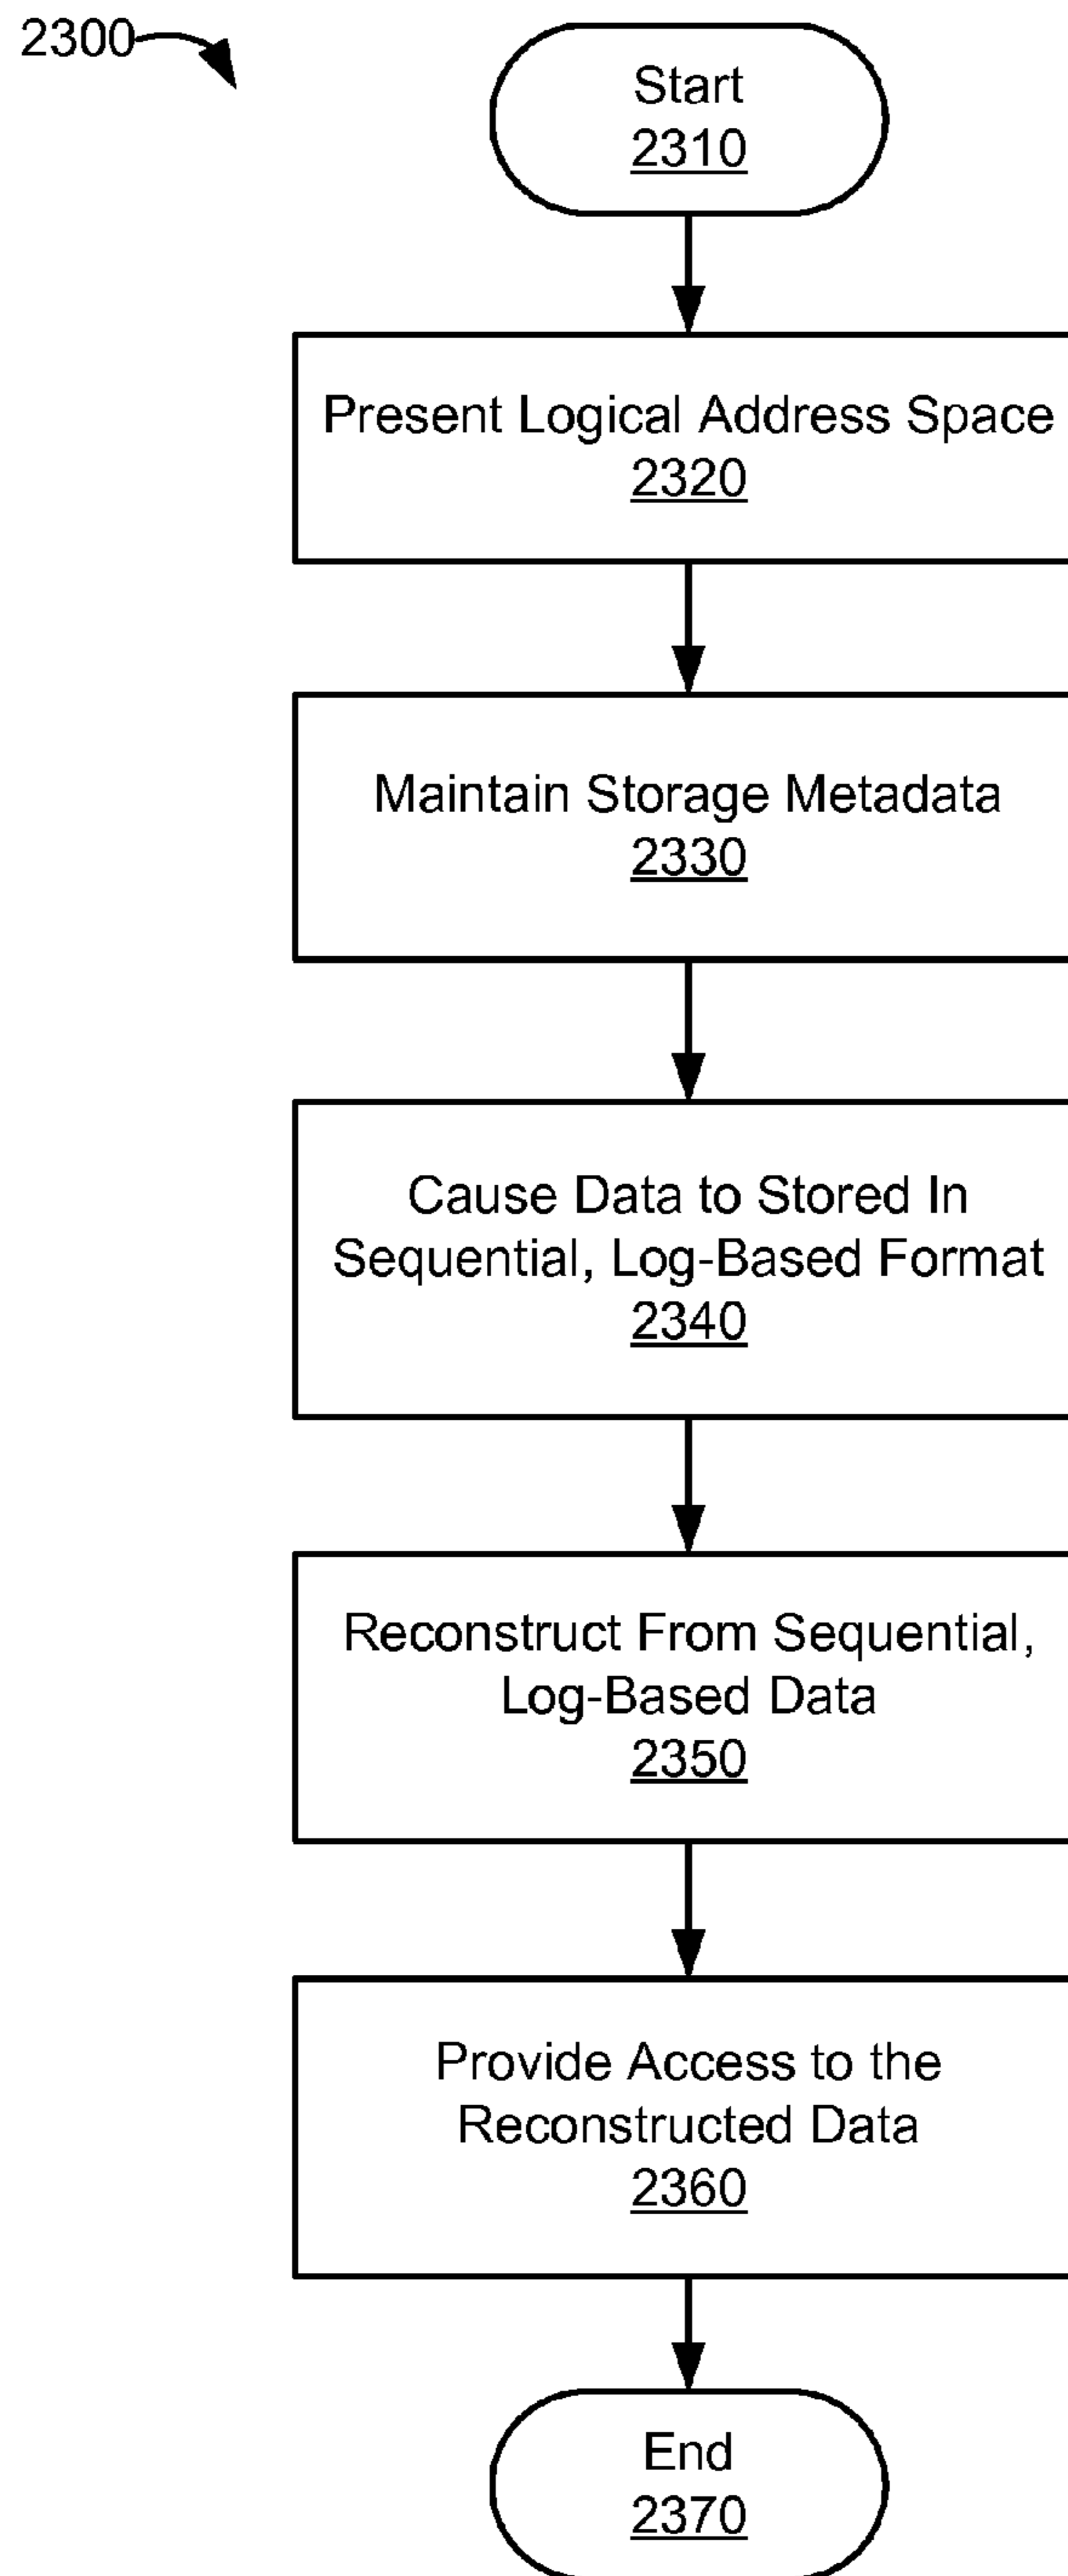 2300
Start
2310
Present Logical Address Space
2320
Maintain Storage Metadata
2330
Cause Data to Stored In
Sequential, Log-Based Format
2340
Reconstruct From Sequential,
Log-Based Data
2350
Provide Access to the
Reconstructed Data
2360
End
2370